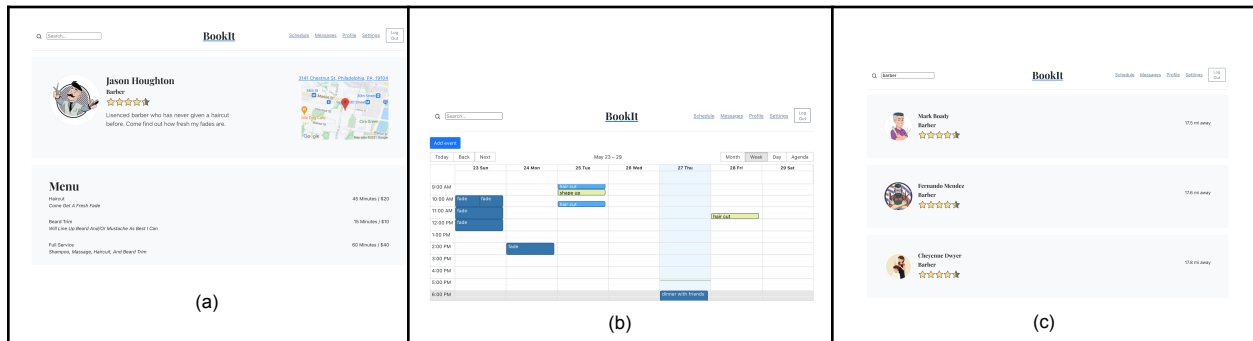 Search...
BookIt
Schedule Messages Profile Settings Log Out
Jason Houghton
Barber
Lisenced barber who has never given a haircut
before. Come find out how fresh my fades are.
3141 Chestnut St, Philadelphia, PA, 19104
Google
Menu
Haircut
45 Minutes / $20
Come Get A Fresh Fade
Beard Trim
15 Minutes / $10
Will Line Up Beard And/Or Mustache As Best I Can
Full Service
60 Minutes / $40
Shampoo, Massage, Haircut, And Beard Trim
(a)
Search...
BookIt
Schedule Messages Profile Settings Log Out
Add event
Today Back Next
May 23 – 29
Month Week Day Agenda
23 Sun 24 Mon 25 Tue 26 Wed 27 Thu 28 Fri 29 Sat
9:00 AM
hair cut
shape up
10:00 AM
fade fade
hair cut
11:00 AM
fade
hair cut
12:00 PM
fade
1:00 PM
2:00 PM
fade
3:00 PM
4:00 PM
5:00 PM
6:00 PM
dinner with friends
(b)
barber
BookIt
Schedule Messages Profile Settings Log Out
Mark Boady
Barber
17.5 mi away
Fernando Mendez
Barber
17.6 mi away
Cheyenne Dwyer
Barber
17.8 mi away
(c)